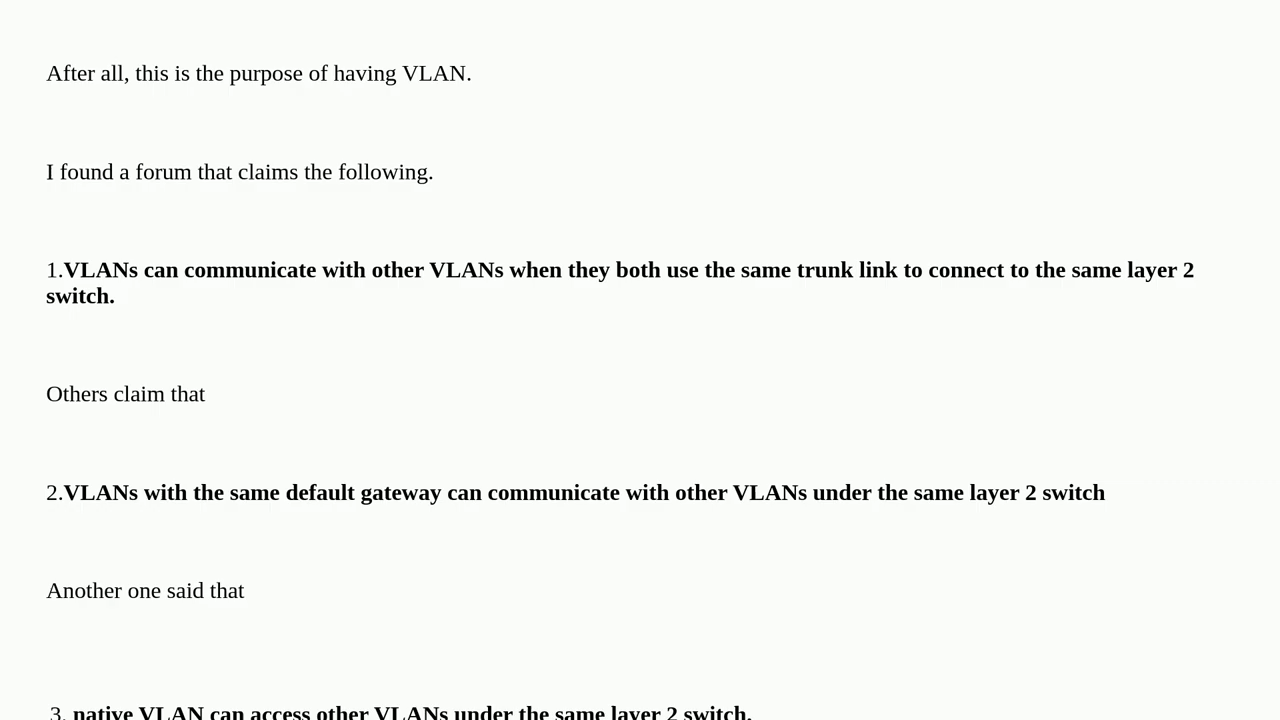 After all, this is the purpose of having VLAN.
I found a forum that claims the following.
1.VLANs can communicate with other VLANs when they both use the same trunk link to connect to the same layer 2
switch.
Others claim that
2.VLANs with the same default gateway can communicate with other VLANs under the same layer 2 switch
Another one said that
3. native VLAN can access other VLANs under the same layer 2 switch.